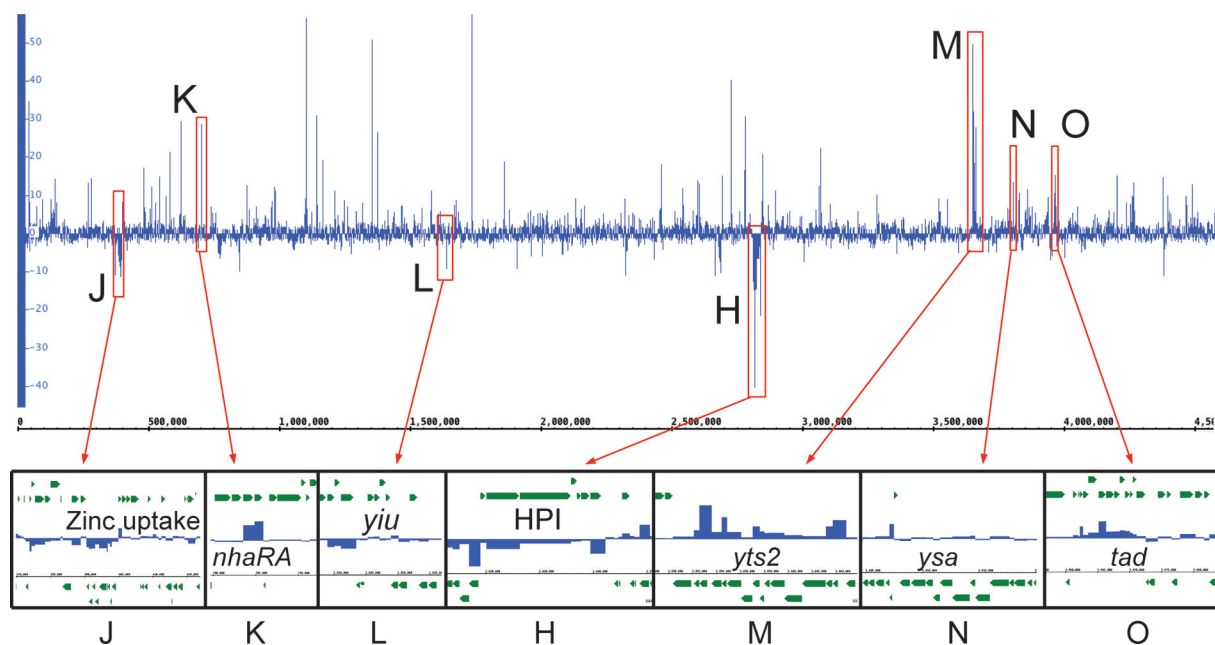 50
40
M
K
30
N O
20
10
0
-10
J
L
H
-20
-30
-40
0 500,000 1,000,000 1,500,000 2,000,000 2,500,000 3,000,000 3,500,000 4,000,000
Zinc uptake nhaRA yiu HPI yts2 ysa tad
J K L H M N O